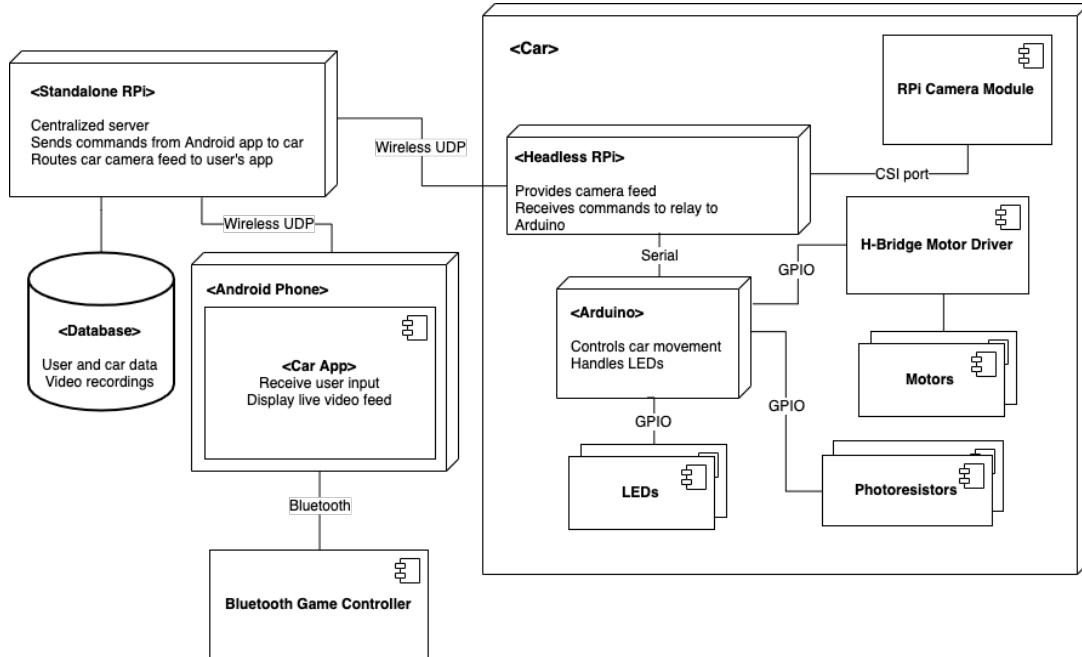 <Standalone RPi>
Centralized server
Sends commands from Android app to car
Routes car camera feed to user's app
Wireless UDP
Wireless UDP
<Database>
User and car data
Video recordings
<Android Phone>
<Car App>
Receive user input
Display live video feed
Bluetooth
Bluetooth Game Controller
<Car>
RPi Camera Module
CSI port
<Headless RPi>
Provides camera feed
Receives commands to relay to
Arduino
Serial
H-Bridge Motor Driver
GPIO
<Arduino>
Controls car movement
Handles LEDs
Motors
GPIO
GPIO
LEDs
Photoresistors